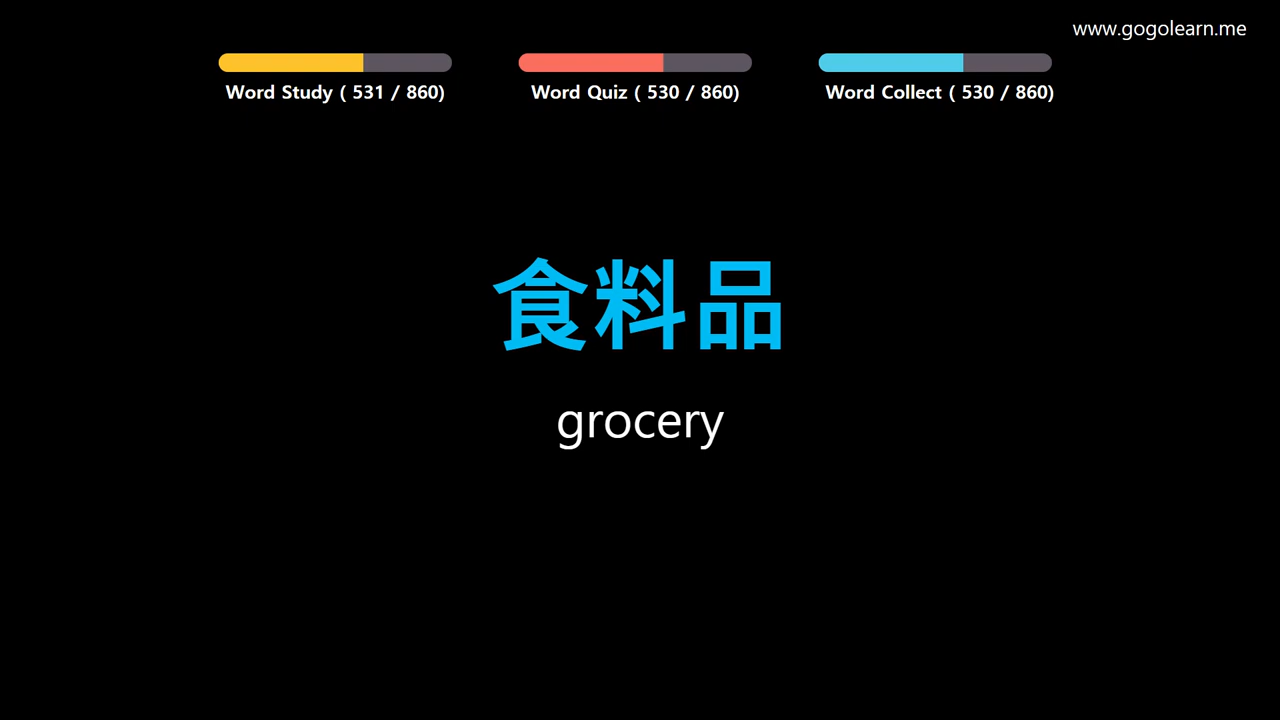 www.gogolearn.me
Word Study ( 531 / 860)
Word Quiz ( 530 / 860)
Word Collect ( 530 / 860)
食料品
grocery